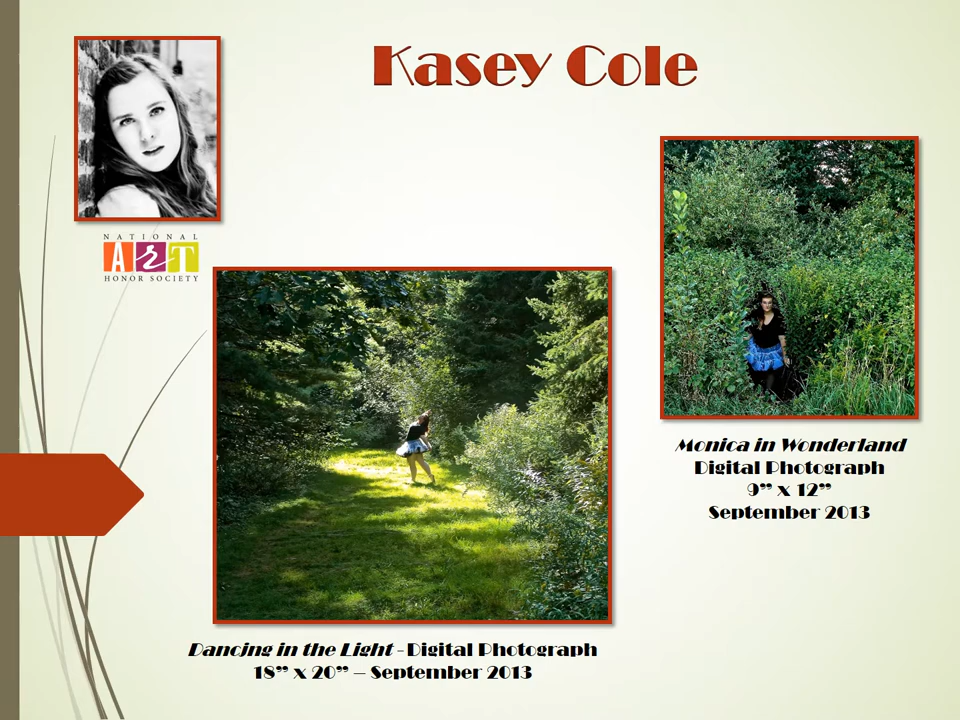 Kasey Cole
NATIONAL
ART
HONOR SOCIETY
Monica in Wonderland
Digital Photograph
9” x 12”
September 2013
Dancing in the Light - Digital Photograph
18” x 20” – September 2013